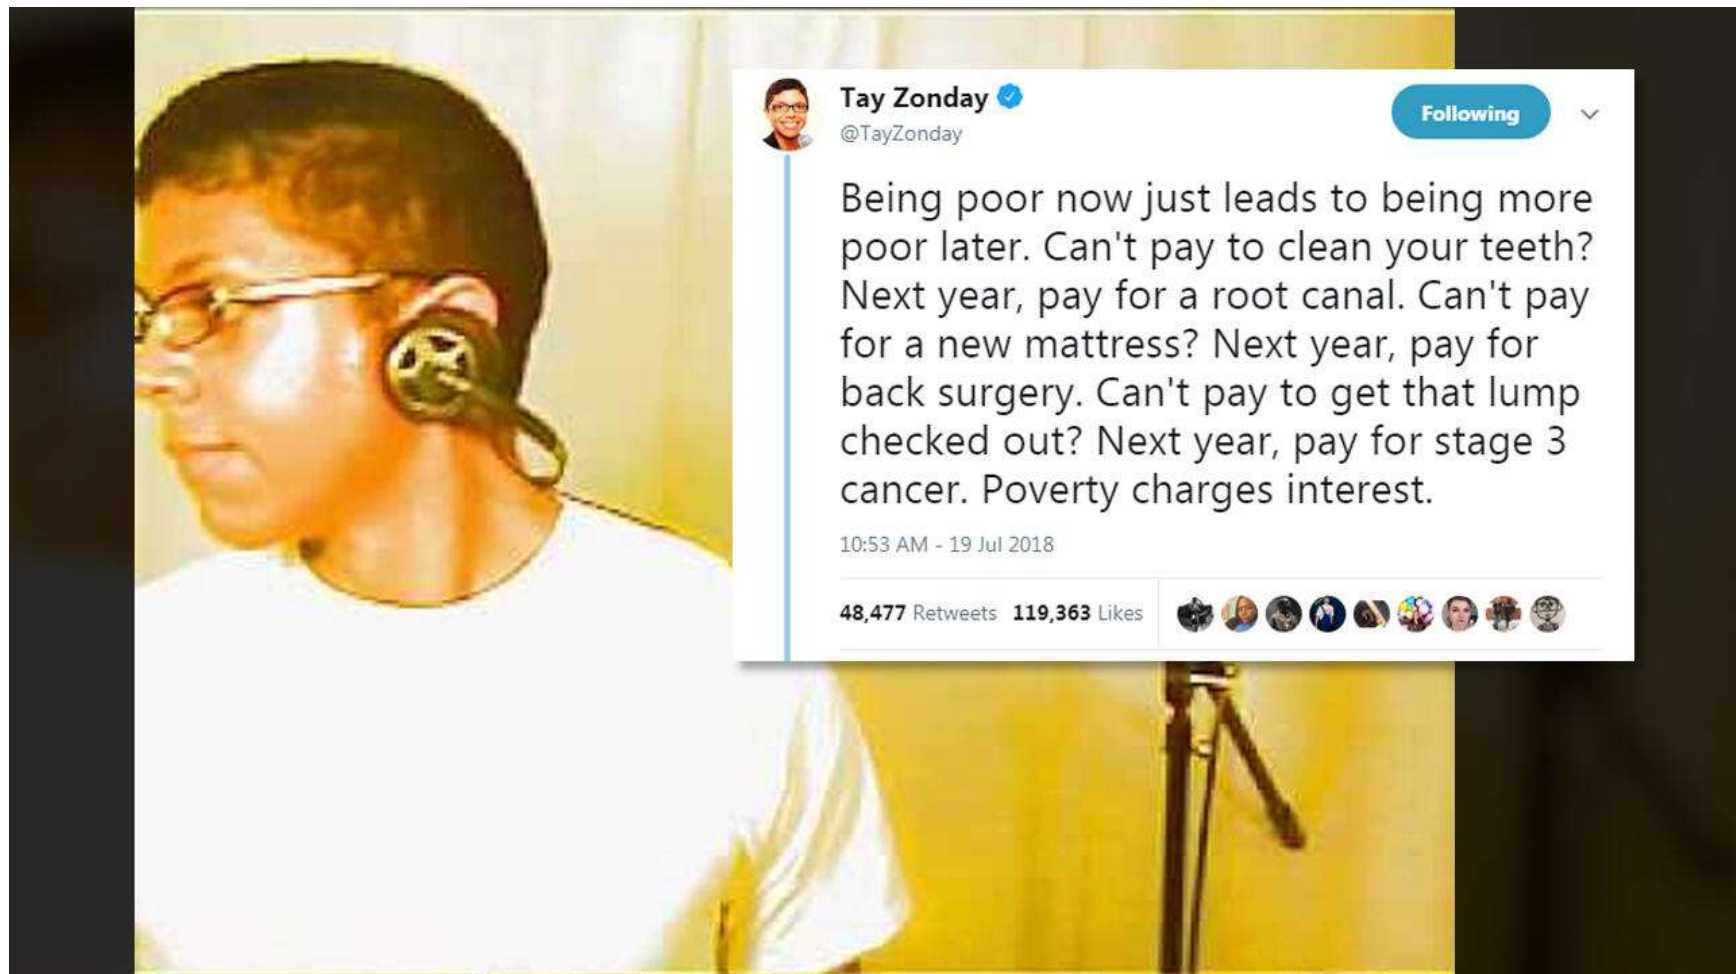 Tay Zonday
@TayZonday
Following
Being poor now just leads to being more
poor later. Can't pay to clean your teeth?
Next year, pay for a root canal. Can't pay
for a new mattress? Next year, pay for
back surgery. Can't pay to get that lump
checked out? Next year, pay for stage 3
cancer. Poverty charges interest.
10:53 AM - 19 Jul 2018
48,477 Retweets 119,363 Likes